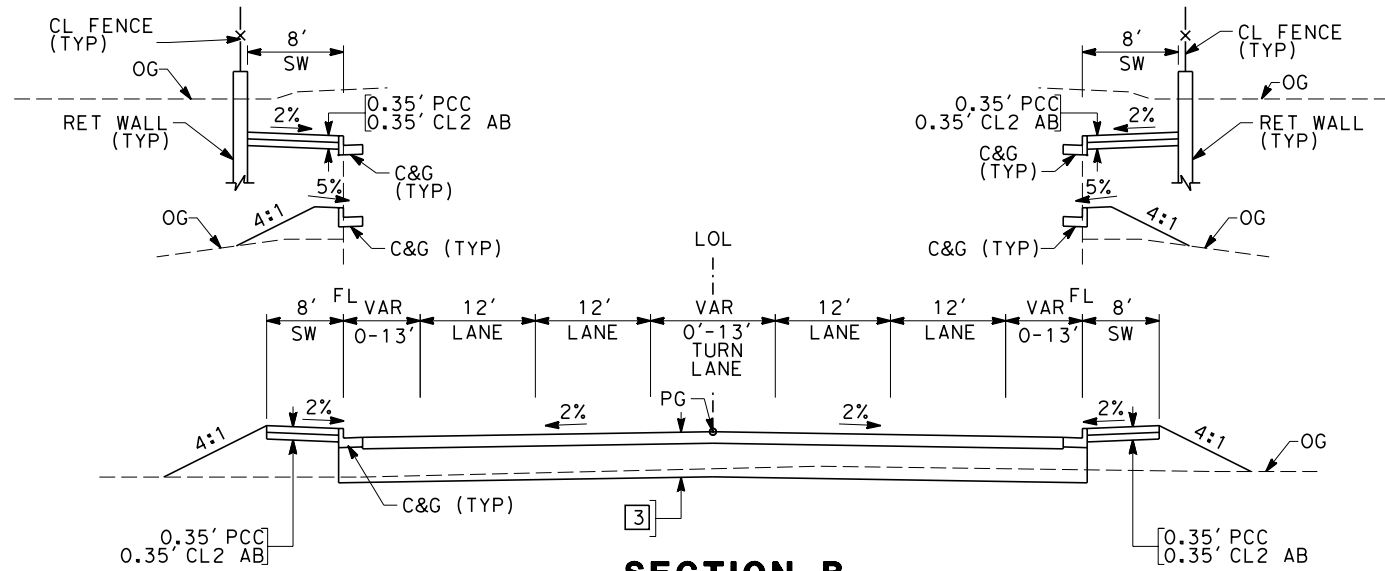 CL FENCE
(TYP)
8'
SW
OG
0.35' PCC
0.35' CL2 AB
2%
RET WALL
(TYP)
C&G
(TYP)
5%
4:1
OG
C&G (TYP)
8'
SW
CL FENCE
(TYP)
OG
0.35' PCC
0.35' CL2 AB
2%
RET WALL
(TYP)
C&G
(TYP)
5%
4:1
OG
C&G (TYP)
LOL
8'
SW
FL
VAR
0-13'
12'
LANE
12'
LANE
VAR
0'-13'
TURN
LANE
12'
LANE
12'
LANE
VAR
0-13'
FL
8'
SW
PG
4:1
2%
2%
2%
2%
4:1
OG
C&G (TYP)
3
0.35' PCC
0.35' CL2 AB
0.35' PCC
0.35' CL2 AB
SECTION B